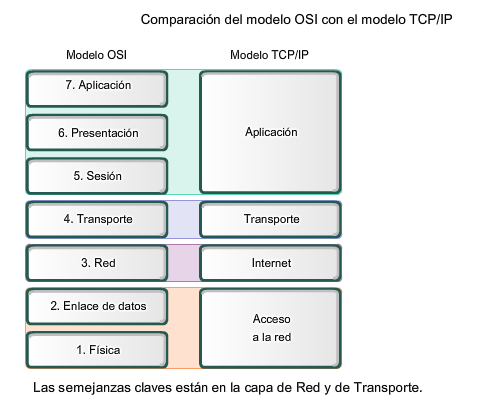 Comparación del modelo OSI con el modelo TCP/IP
Modelo OSI
Modelo TCP/IP
7. Aplicación
6. Presentación
5. Sesión
Aplicación
4. Transporte
Transporte
3. Red
Internet
2. Enlace de datos
1. Física
Acceso
a la red
Las semejanzas claves están en la capa de Red y de Transporte.